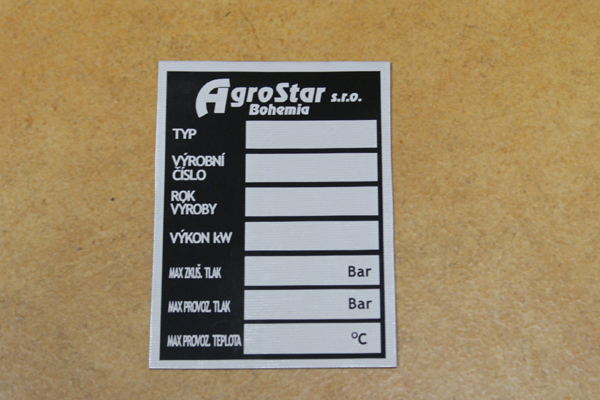 AgroStar s.r.o.
Bohemia
TYP
VÝROBNÍ
ČÍSLO
ROK
VÝROBY
VÝKON kW
MAX ZKUŠ. TLAK Bar
MAX PROVOZ. TLAK Bar
MAX PROVOZ. TEPLOTA °C